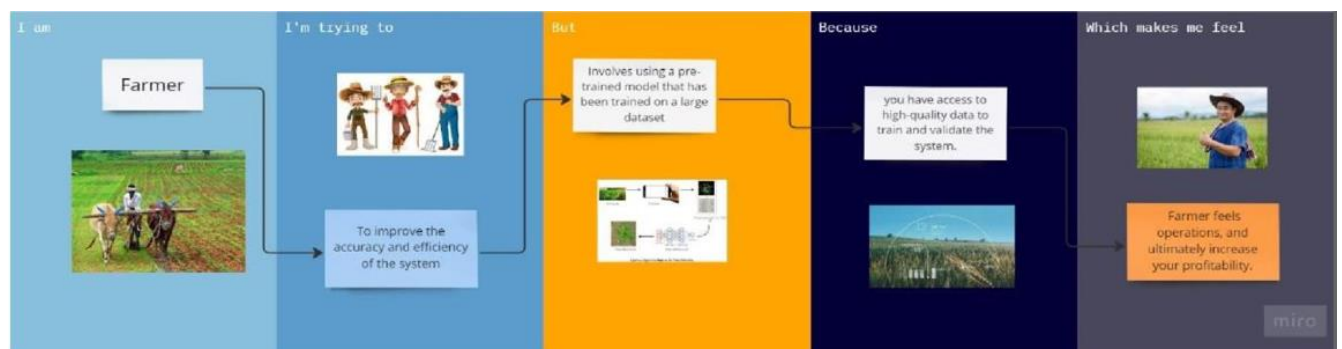 I am
Farmer
I'm trying to
To improve the
accuracy and efficiency
of the system
But
Involves using a pre-
trained model that has
been trained on a large
dataset
Because
you have access to
high-quality data to
train and validate the
system.
Which makes me feel
Farmer feels
operations, and
ultimately increase
your profitability.
miro